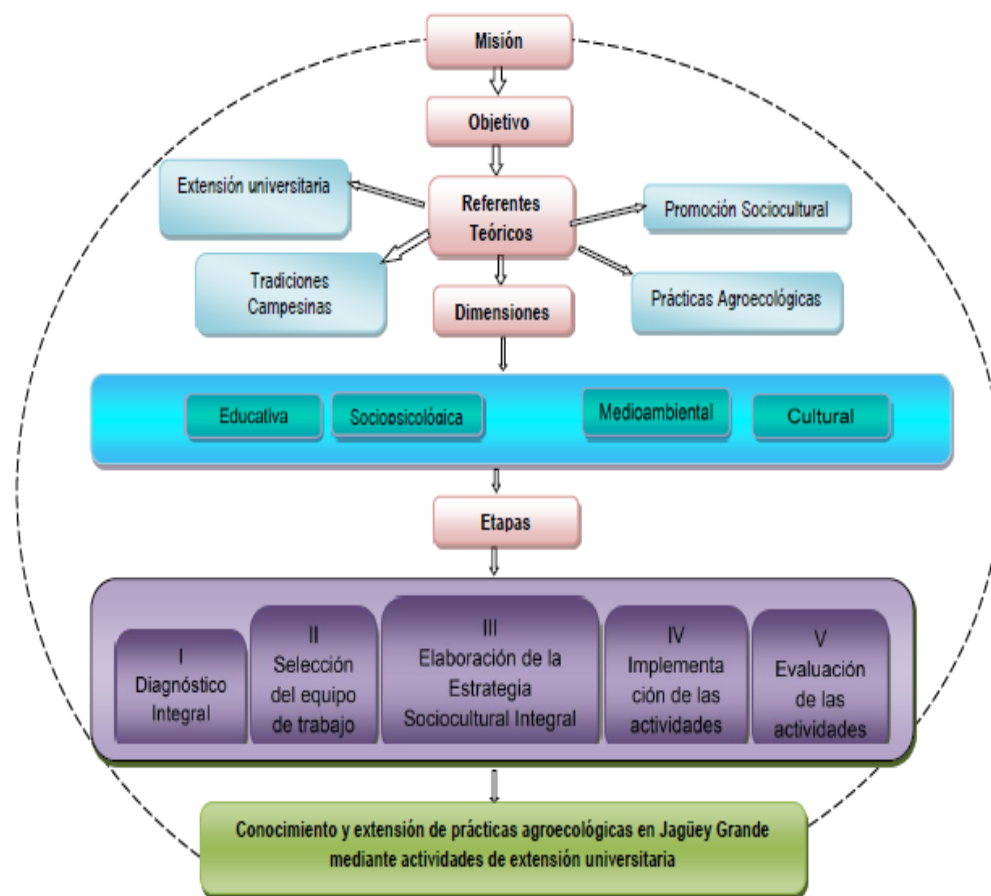 Misión
Objetivo
Extensión universitaria
Referentes
Teóricos
Promoción Sociocultural
Tradiciones
Campesinas
Prácticas Agroecológicas
Dimensiones
Educativa
Sociopsicológica
Medioambiental
Cultural
Etapas
I
Diagnóstico
Integral
II
Selección
del equipo
de trabajo
III
Elaboración de la
Estrategia
Sociocultural Integral
IV
Implementa
ción de las
actividades
V
Evaluación
de las
actividades
Conocimiento y extensión de prácticas agroecológicas en Jagüey Grande
mediante actividades de extensión universitaria